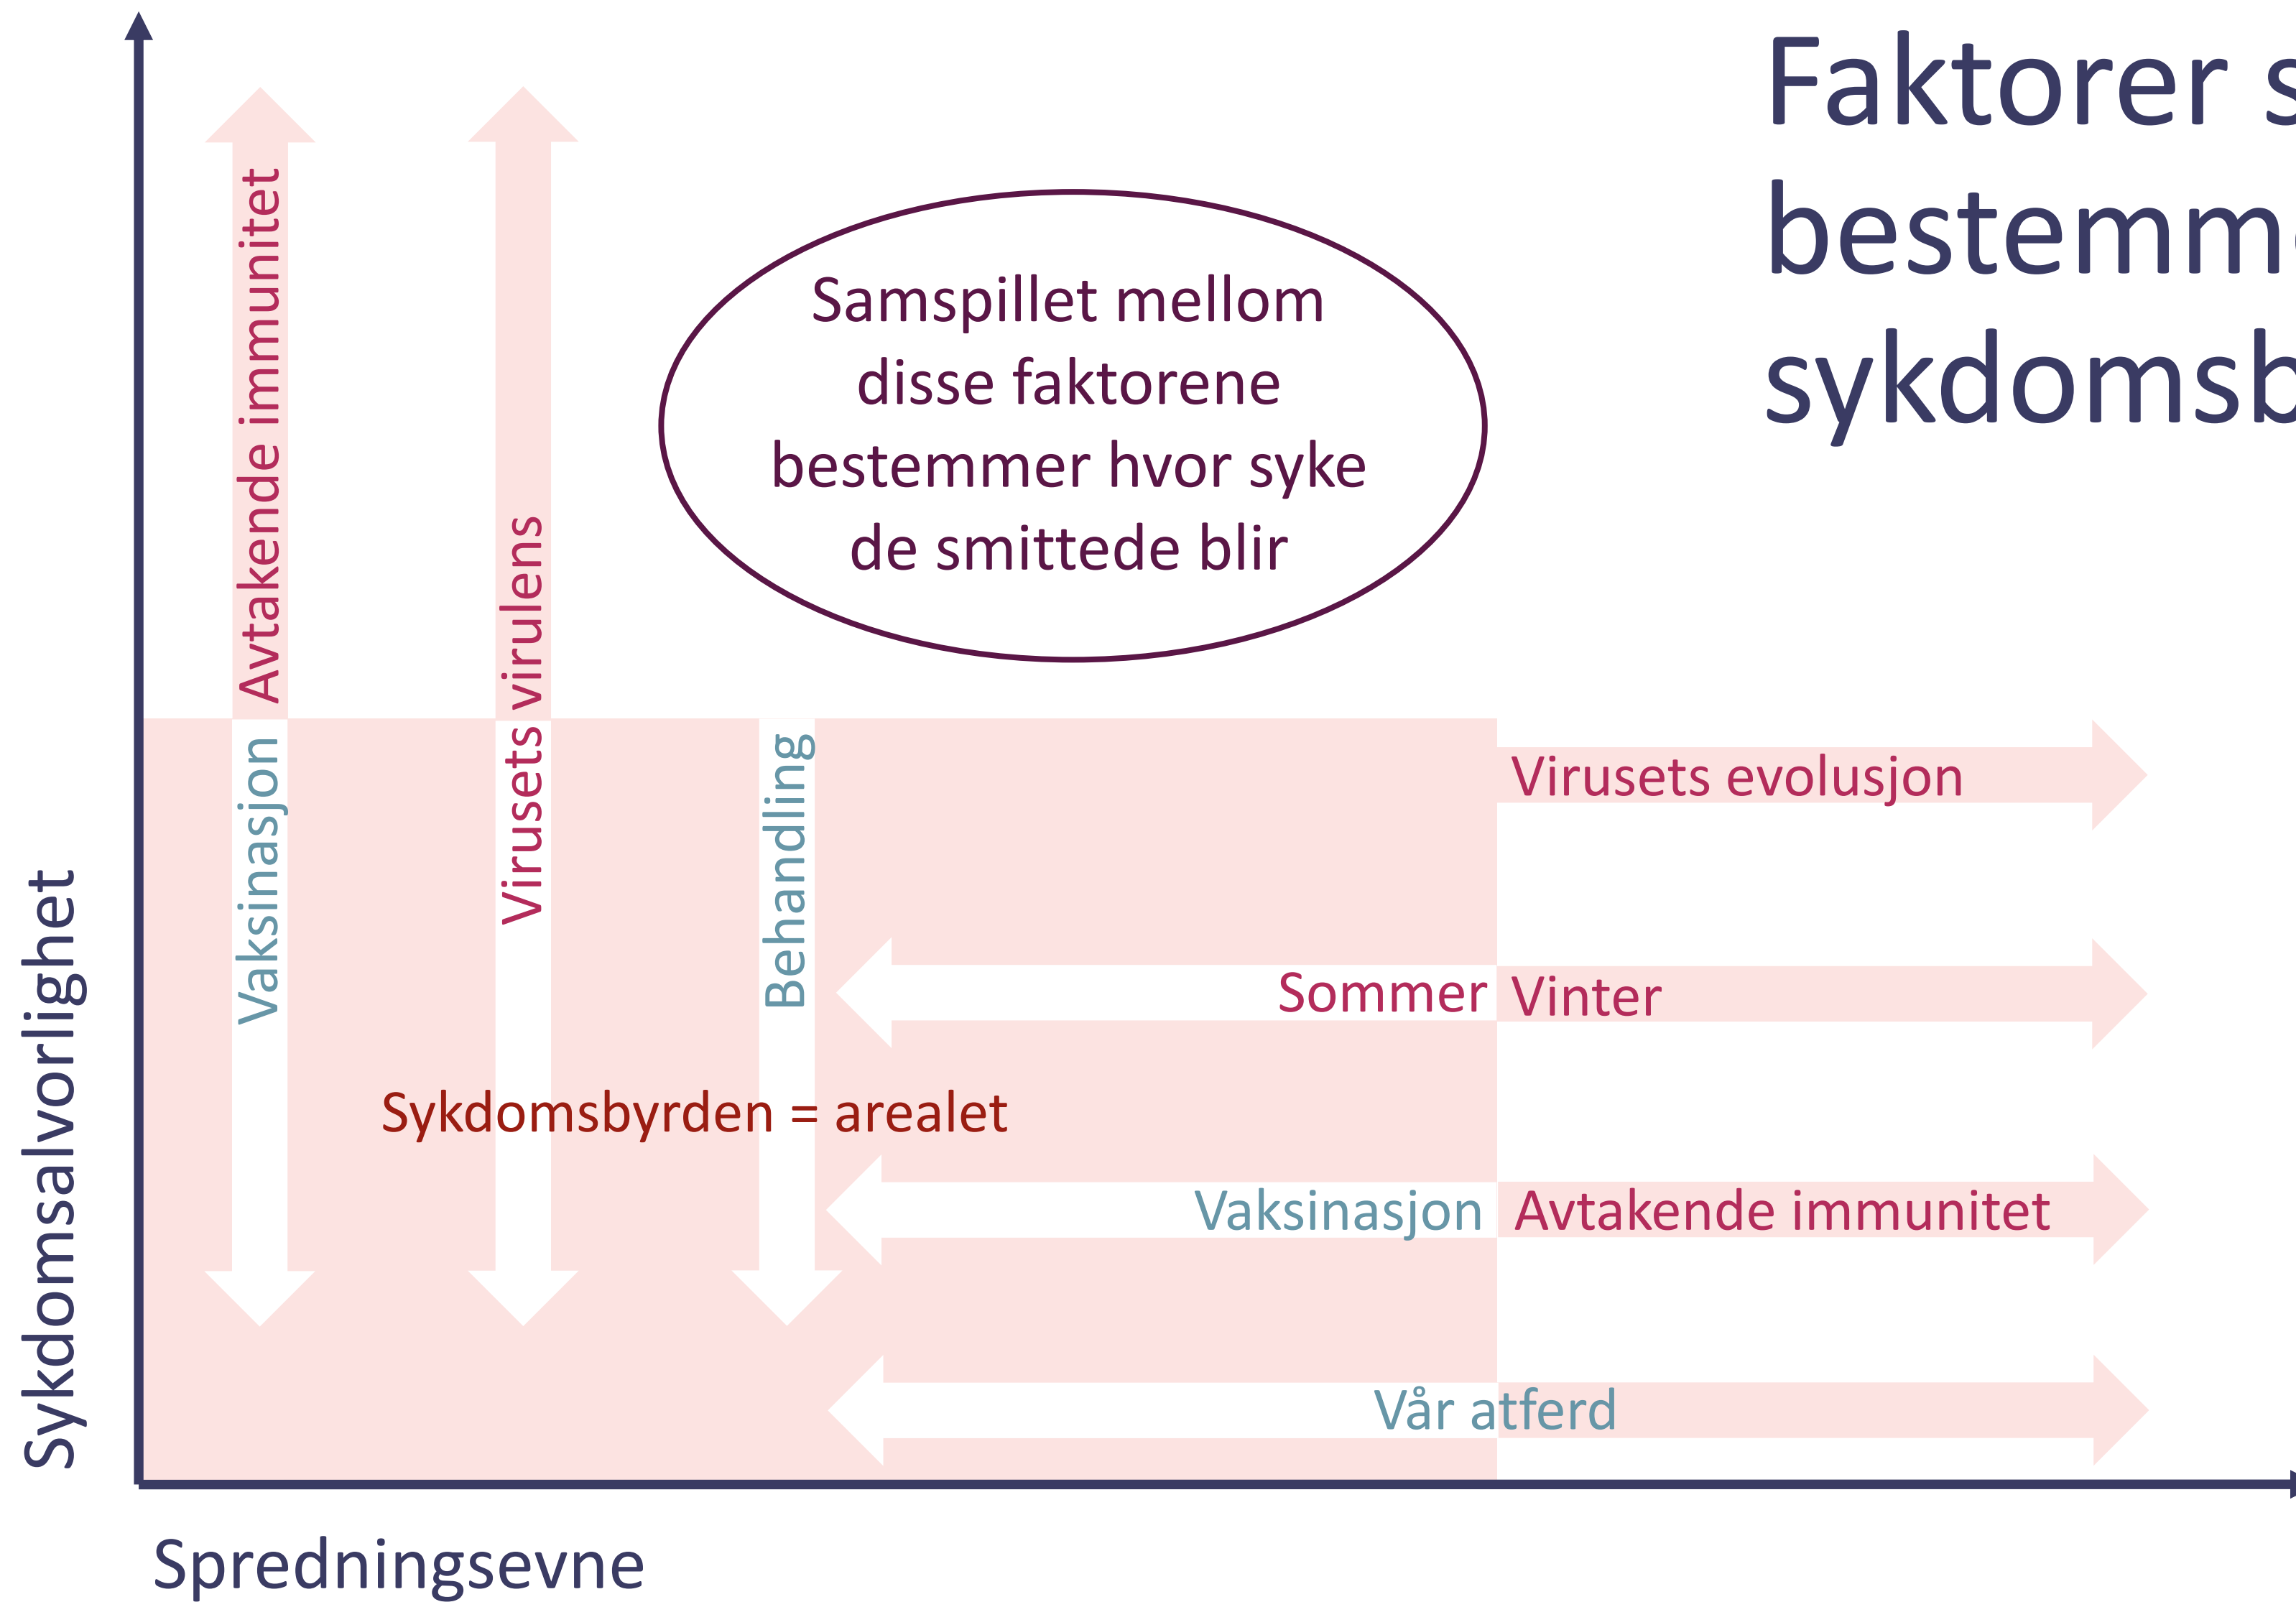 Faktorer s
bestemm
sykdomsb
Samspillet mellom
disse faktorene
bestemmer hvor syke
de smittede blir
Avtakende immunitet
Virusets virulens
Vaksinasjon
Behandling
Virusets evolusjon
Sommer
Vinter
Sykdomsbyrden = arealet
Vaksinasjon
Avtakende immunitet
Vår atferd
Sykdomsalvorlighet
Spredningsevne